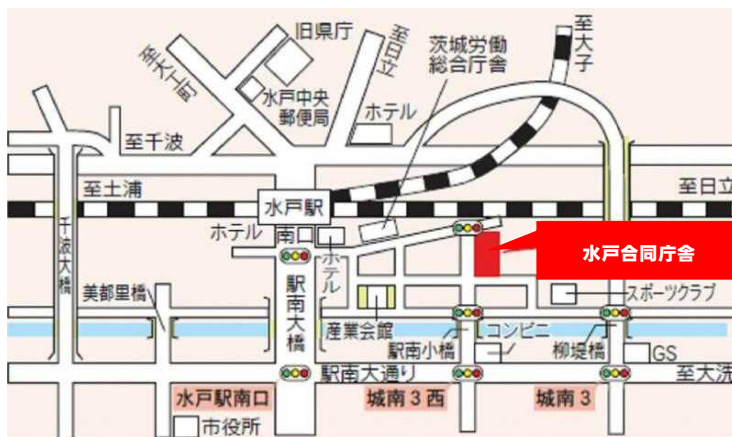 旧県庁
至大工町
至日立
茨城労働
総合庁舎
至大子
水戸中央
郵便局
ホテル
至千波
至土浦
水戸駅
至日立
ホテル
南口
ホテル
水戸合同庁舎
千波大橋
美都里橋
駅南大橋
産業会館
スポーツクラブ
駅南小橋
コンビニ
柳堤橋
GS
駅南大通り
至大洗
水戸駅南口
城南3西
城南3
市役所